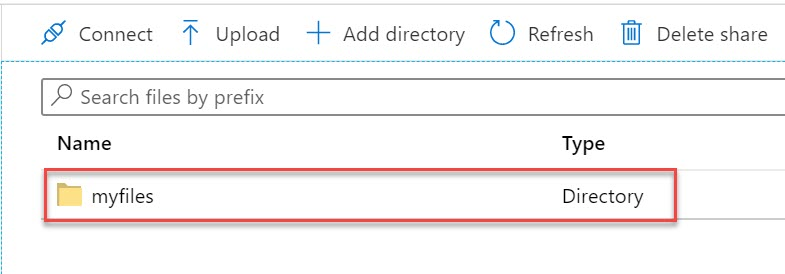 Connect Upload Add directory Refresh Delete share
Search files by prefix
Name Type
myfiles Directory